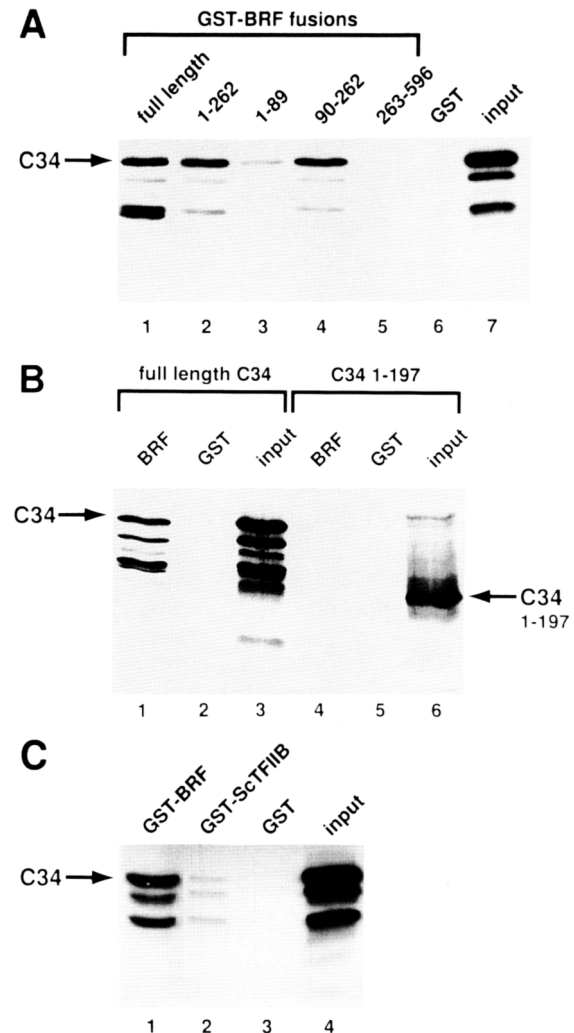 A
GST-BRF fusions
full length 1-262 1-89 90-262 263-596 GST input
C34
1 2 3 4 5 6 7
B
full length C34 C34 1-197
BRF GST input BRF GST input
C34
C34
1-197
1 2 3 4 5 6
C
GST-BRF GST-ScTFIIB GST input
C34
1 2 3 4